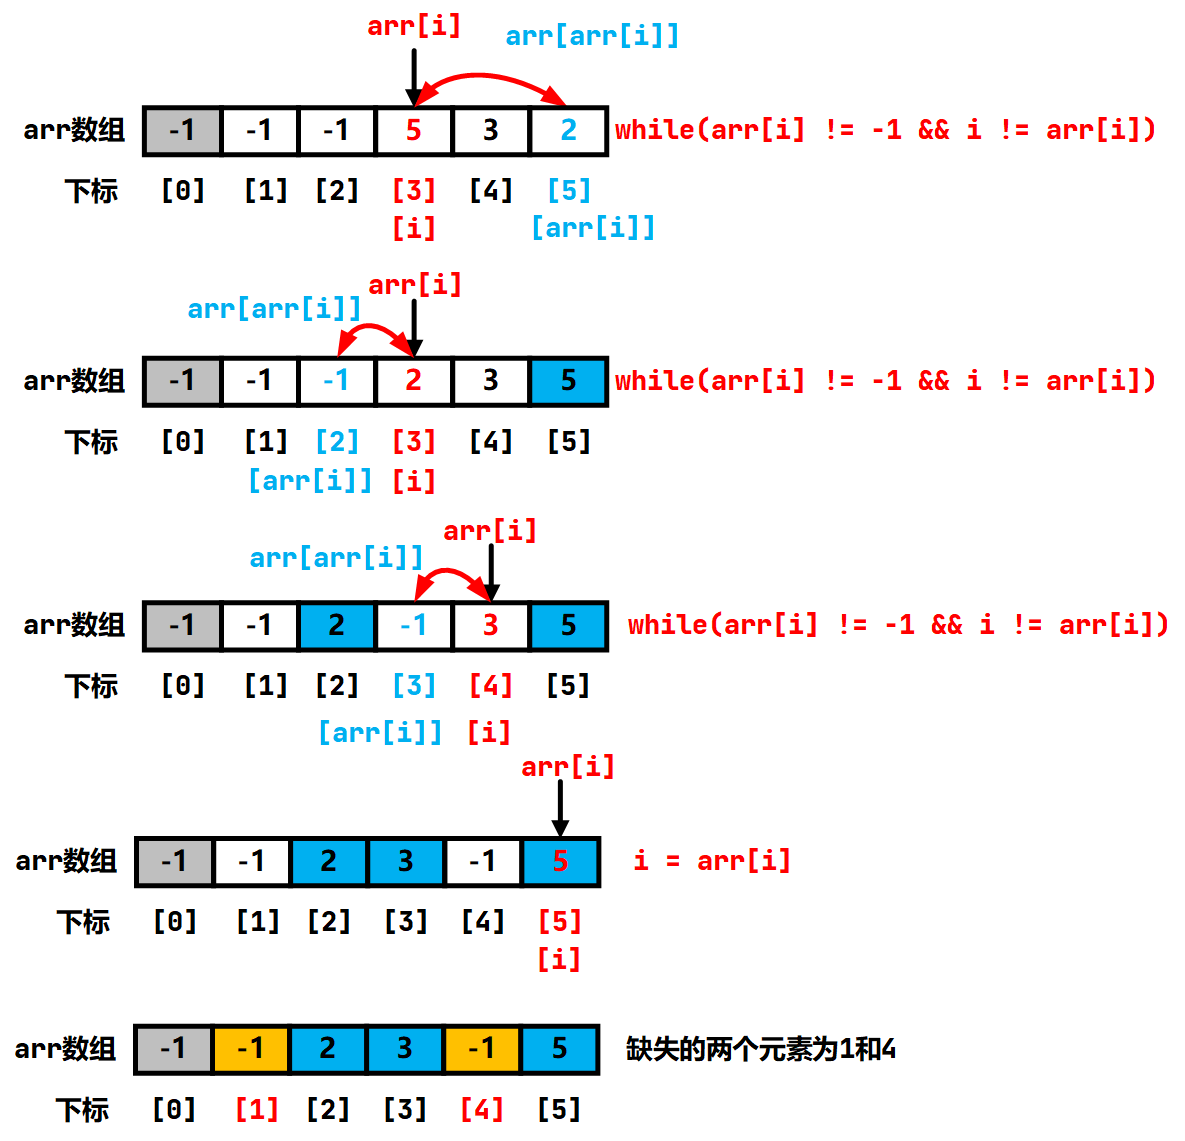 arr[i]
arr[arr[i]]
arr数组 -1 -1 -1 5 3 2 while(arr[i] != -1 && i != arr[i])
下标 [0] [1] [2] [3] [4] [5]
[i] [arr[i]]
arr[i]
arr[arr[i]]
arr数组 -1 -1 -1 2 3 5 while(arr[i] != -1 && i != arr[i])
下标 [0] [1] [2] [3] [4] [5]
[arr[i]] [i]
arr[i]
arr[arr[i]]
arr数组 -1 -1 2 -1 3 5 while(arr[i] != -1 && i != arr[i])
下标 [0] [1] [2] [3] [4] [5]
[arr[i]] [i]
arr[i]
arr数组 -1 -1 2 3 -1 5 i = arr[i]
下标 [0] [1] [2] [3] [4] [5]
[i]
arr数组 -1 -1 2 3 -1 5 缺失的两个元素为1和4
下标 [0] [1] [2] [3] [4] [5]